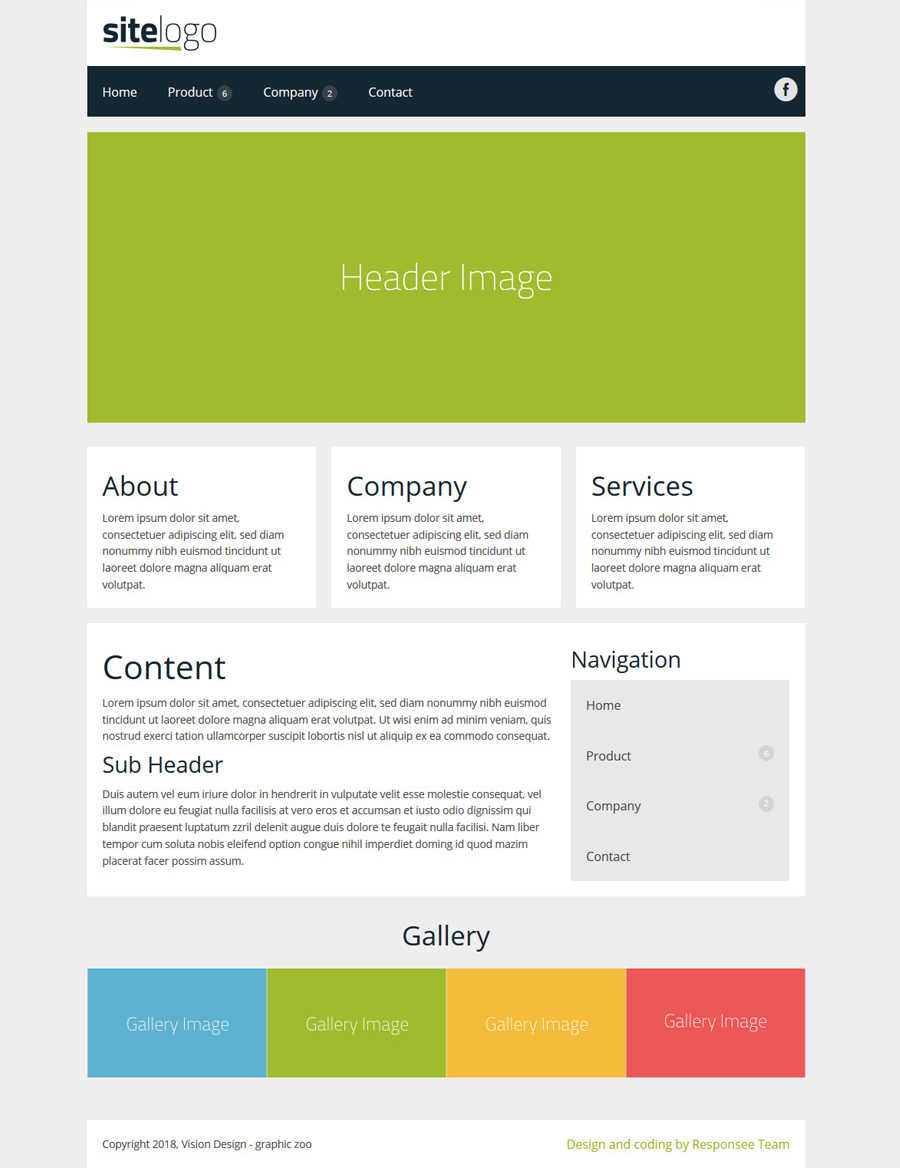 sitelogo
Home Product 6 Company 2 Contact f
Header Image
About
Lorem ipsum dolor sit amet,
consectetuer adipiscing elit, sed diam
nonummy nibh euismod tincidunt ut
laoreet dolore magna aliquam erat
volutpat.
Company
Lorem ipsum dolor sit amet,
consectetuer adipiscing elit, sed diam
nonummy nibh euismod tincidunt ut
laoreet dolore magna aliquam erat
volutpat.
Services
Lorem ipsum dolor sit amet,
consectetuer adipiscing elit, sed diam
nonummy nibh euismod tincidunt ut
laoreet dolore magna aliquam erat
volutpat.
Content
Lorem ipsum dolor sit amet, consectetuer adipiscing elit, sed diam nonummy nibh euismod
tincidunt ut laoreet dolore magna aliquam erat volutpat. Ut wisi enim ad minim veniam, quis
nostrud exerci tation ullamcorper suscipit lobortis nisl ut aliquip ex ea commodo consequat.
Sub Header
Duis autem vel eum iriure dolor in hendrerit in vulputate velit esse molestie consequat, vel
illum dolore eu feugiat nulla facilisis at vero eros et accumsan et iusto odio dignissim qui
blandit praesent luptatum zzril delenit augue duis dolore te feugait nulla facilisi. Nam liber
tempor cum soluta nobis eleifend option congue nihil imperdiet doming id quod mazim
placerat facer possim assum.
Navigation
Home
Product 6
Company 2
Contact
Gallery
Gallery Image Gallery Image Gallery Image Gallery Image
Copyright 2018, Vision Design - graphic zoo
Design and coding by Responsee Team